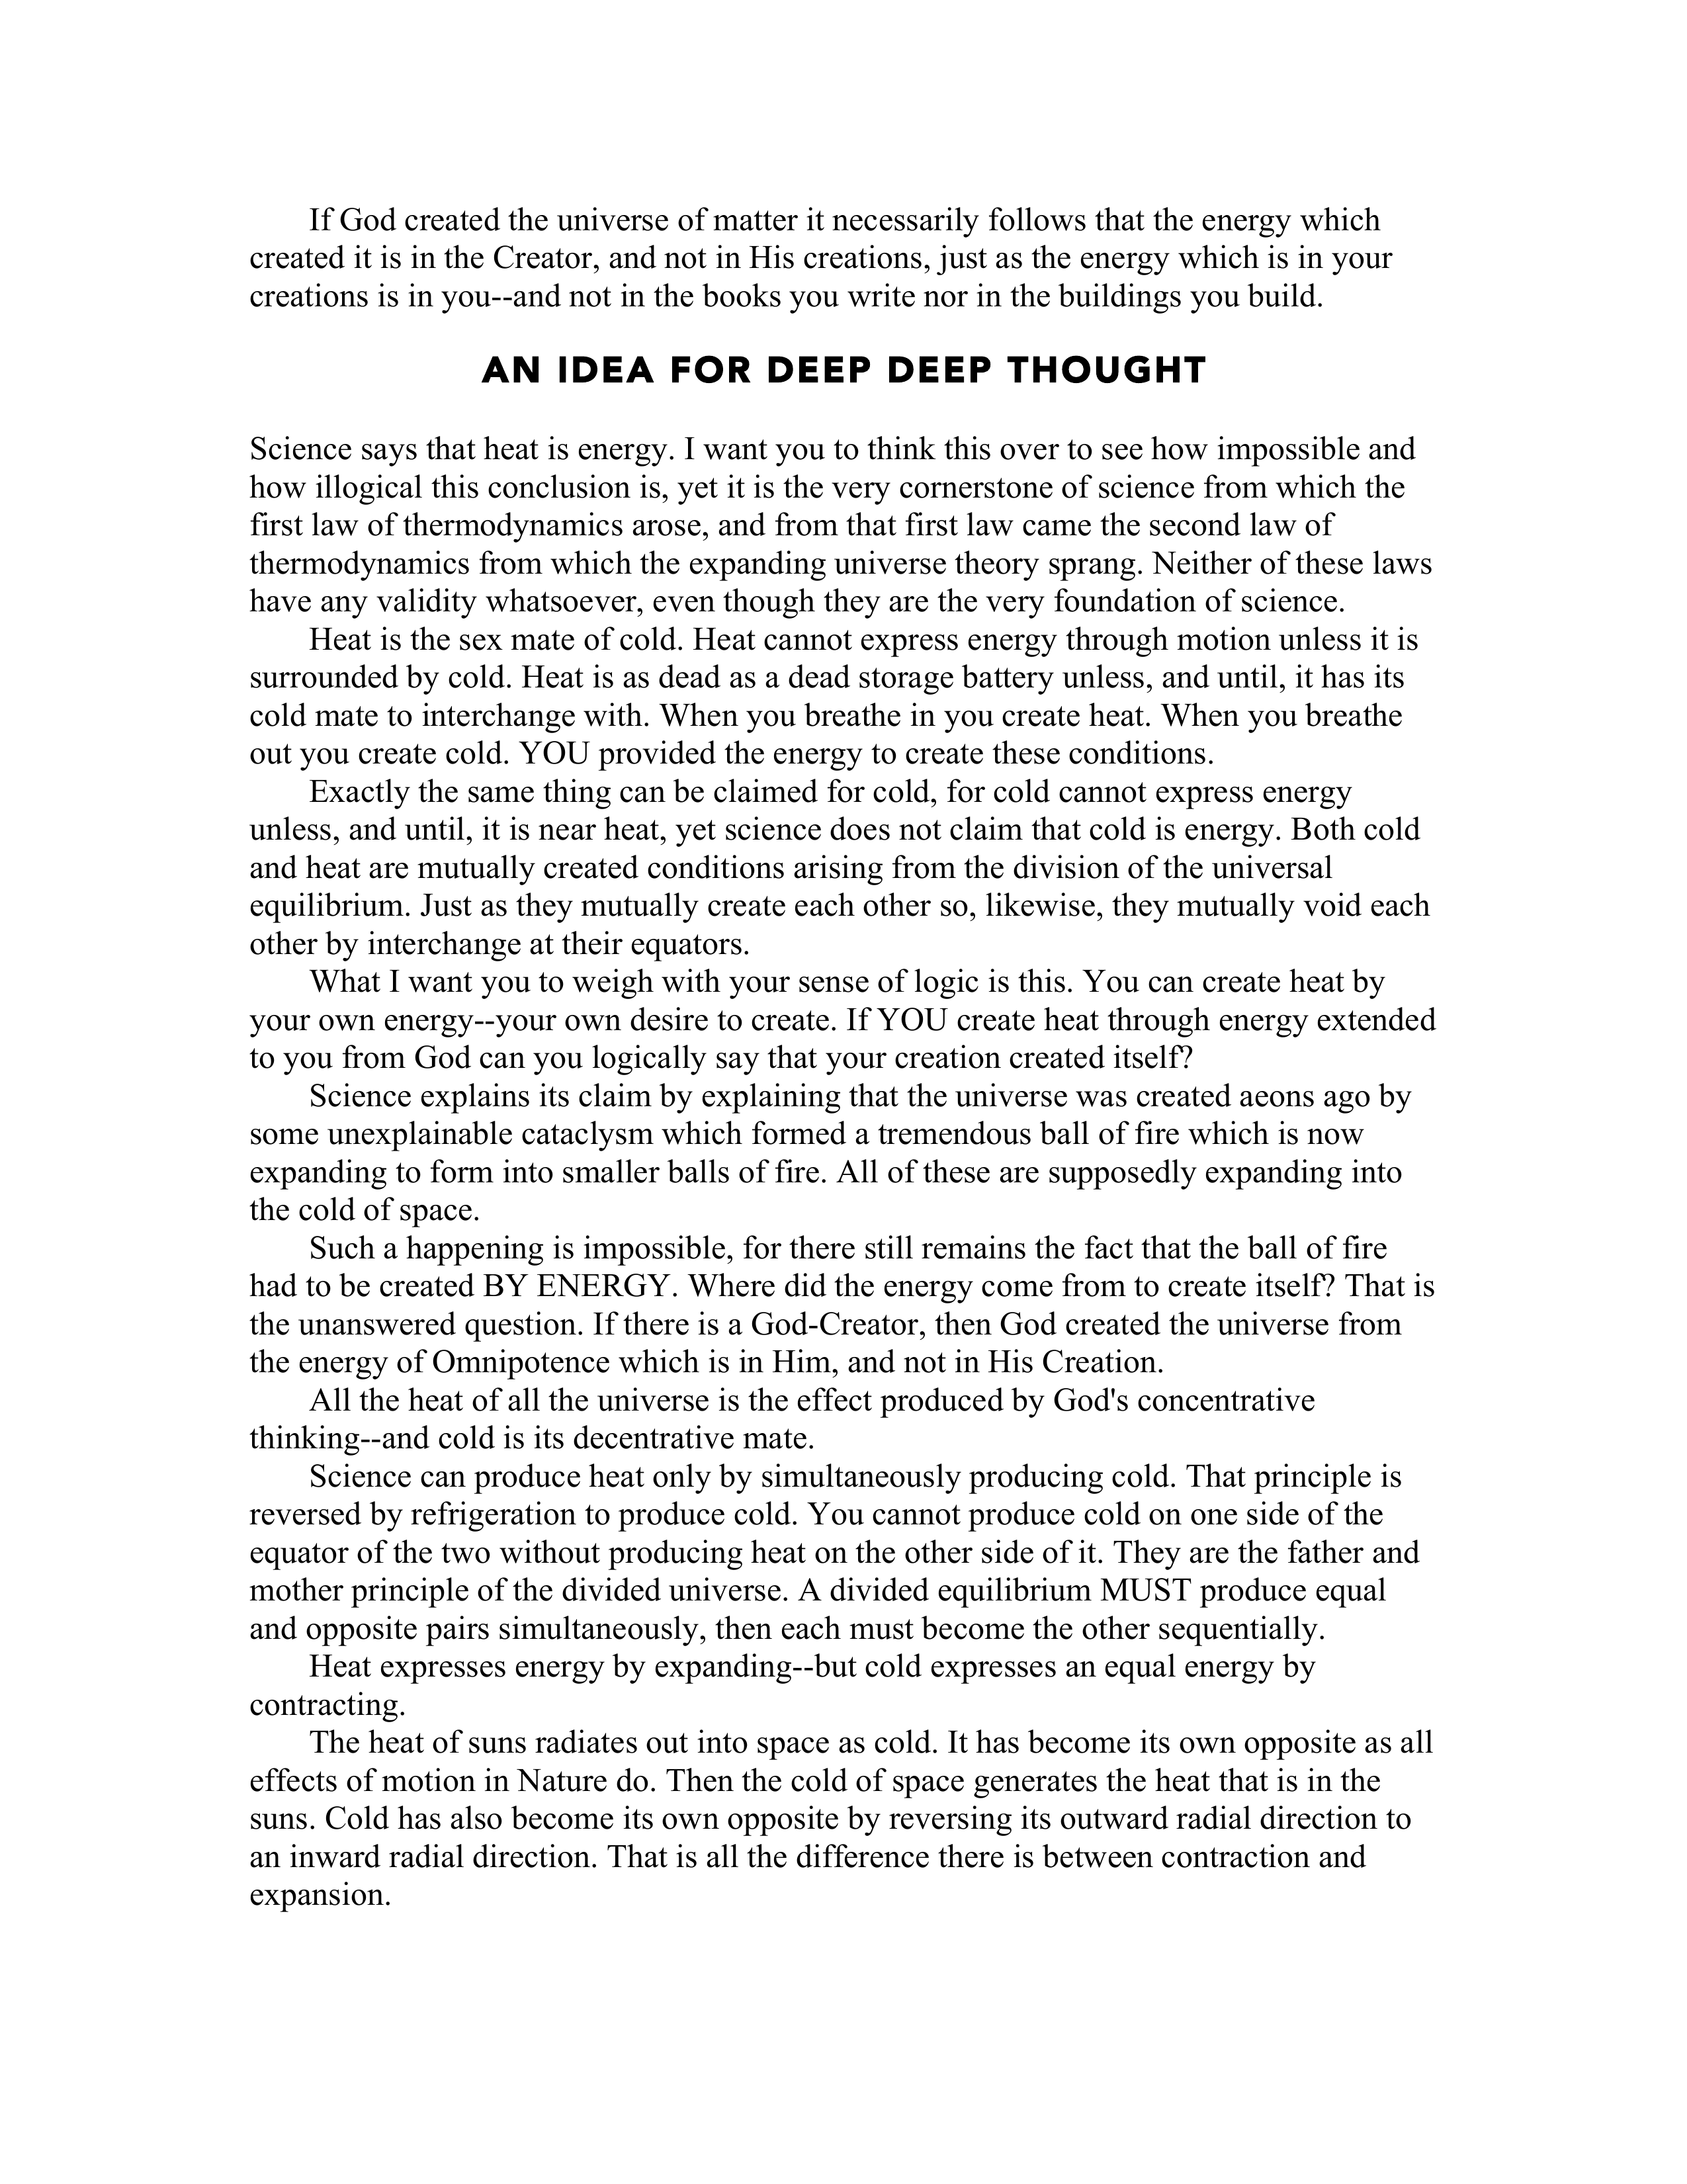 If God created the universe of matter it necessarily follows that the energy which
created it is in the Creator, and not in His creations, just as the energy which is in your
creations is in you--and not in the books you write nor in the buildings you build.
AN IDEA FOR DEEP DEEP THOUGHT
Science says that heat is energy. I want you to think this over to see how impossible and
how illogical this conclusion is, yet it is the very cornerstone of science from which the
first law of thermodynamics arose, and from that first law came the second law of
thermodynamics from which the expanding universe theory sprang. Neither of these laws
have any validity whatsoever, even though they are the very foundation of science.
Heat is the sex mate of cold. Heat cannot express energy through motion unless it is
surrounded by cold. Heat is as dead as a dead storage battery unless, and until, it has its
cold mate to interchange with. When you breathe in you create heat. When you breathe
out you create cold. YOU provided the energy to create these conditions.
Exactly the same thing can be claimed for cold, for cold cannot express energy
unless, and until, it is near heat, yet science does not claim that cold is energy. Both cold
and heat are mutually created conditions arising from the division of the universal
equilibrium. Just as they mutually create each other so, likewise, they mutually void each
other by interchange at their equators.
What I want you to weigh with your sense of logic is this. You can create heat by
your own energy--your own desire to create. If YOU create heat through energy extended
to you from God can you logically say that your creation created itself?
Science explains its claim by explaining that the universe was created aeons ago by
some unexplainable cataclysm which formed a tremendous ball of fire which is now
expanding to form into smaller balls of fire. All of these are supposedly expanding into
the cold of space.
Such a happening is impossible, for there still remains the fact that the ball of fire
had to be created BY ENERGY. Where did the energy come from to create itself? That is
the unanswered question. If there is a God-Creator, then God created the universe from
the energy of Omnipotence which is in Him, and not in His Creation.
All the heat of all the universe is the effect produced by God's concentrative
thinking--and cold is its decentrative mate.
Science can produce heat only by simultaneously producing cold. That principle is
reversed by refrigeration to produce cold. You cannot produce cold on one side of the
equator of the two without producing heat on the other side of it. They are the father and
mother principle of the divided universe. A divided equilibrium MUST produce equal
and opposite pairs simultaneously, then each must become the other sequentially.
Heat expresses energy by expanding--but cold expresses an equal energy by
contracting.
The heat of suns radiates out into space as cold. It has become its own opposite as all
effects of motion in Nature do. Then the cold of space generates the heat that is in the
suns. Cold has also become its own opposite by reversing its outward radial direction to
an inward radial direction. That is all the difference there is between contraction and
expansion.